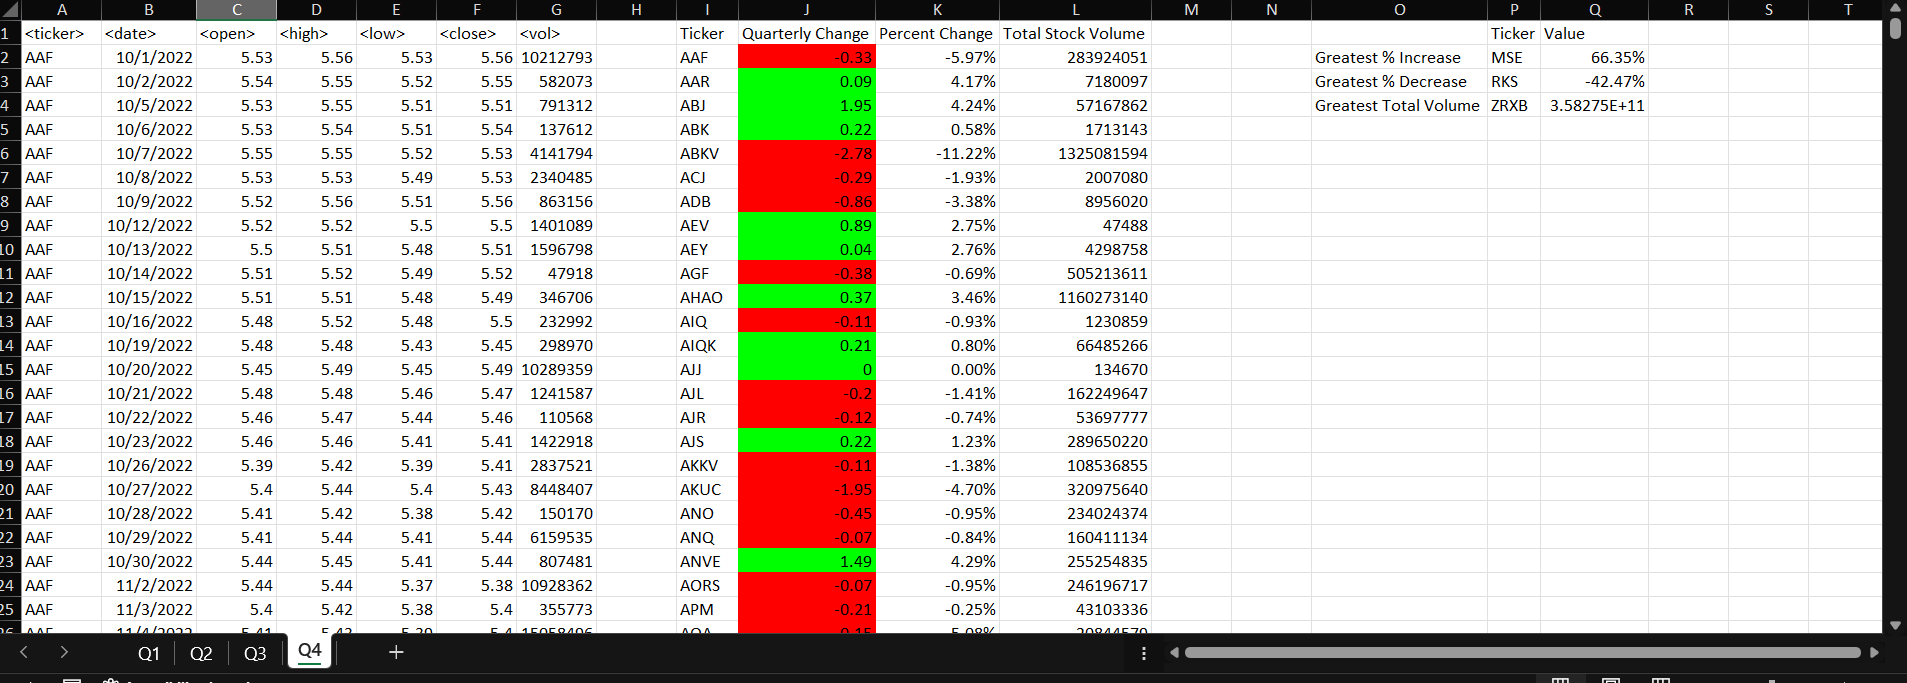 A B C D E F G H I J K L M N O P Q R S T
1 <ticker> <date> <open> <high> <low> <close> <vol> Ticker Quarterly Change Percent Change Total Stock Volume Ticker Value
2 AAF 10/1/2022 5.53 5.56 5.53 5.56 10212793 AAF -0.33 -5.97% 283924051 Greatest % Increase MSE 66.35%
3 AAF 10/2/2022 5.54 5.55 5.52 5.55 582073 AAR 0.09 4.17% 7180097 Greatest % Decrease RKS -42.47%
4 AAF 10/5/2022 5.53 5.55 5.51 5.51 791312 ABJ 1.95 4.24% 57167862 Greatest Total Volume ZRXB 3.58275E+11
5 AAF 10/6/2022 5.53 5.54 5.51 5.54 137612 ABK 0.22 0.58% 1713143
6 AAF 10/7/2022 5.55 5.55 5.52 5.53 4141794 ABKV -2.78 -11.22% 1325081594
7 AAF 10/8/2022 5.53 5.53 5.49 5.53 2340485 ACJ -0.29 -1.93% 2007080
8 AAF 10/9/2022 5.52 5.56 5.51 5.56 863156 ADB -0.86 -3.38% 8956020
9 AAF 10/12/2022 5.52 5.52 5.5 5.5 1401089 AEV 0.89 2.75% 47488
10 AAF 10/13/2022 5.5 5.51 5.48 5.51 1596798 AEY 0.04 2.76% 4298758
11 AAF 10/14/2022 5.51 5.52 5.49 5.52 47918 AGF -0.38 -0.69% 505213611
12 AAF 10/15/2022 5.51 5.51 5.48 5.49 346706 AHAO 0.37 3.46% 1160273140
13 AAF 10/16/2022 5.48 5.52 5.48 5.5 232992 AIQ -0.11 -0.93% 1230859
14 AAF 10/19/2022 5.48 5.48 5.43 5.45 298970 AIQK 0.21 0.80% 66485266
15 AAF 10/20/2022 5.45 5.49 5.45 5.49 10289359 AJJ 0 0.00% 134670
16 AAF 10/21/2022 5.48 5.48 5.46 5.47 1241587 AJL -0.2 -1.41% 162249647
17 AAF 10/22/2022 5.46 5.47 5.44 5.46 110568 AJR -0.12 -0.74% 53697777
18 AAF 10/23/2022 5.46 5.46 5.41 5.41 1422918 AJS 0.22 1.23% 289650220
19 AAF 10/26/2022 5.39 5.42 5.39 5.41 2837521 AKKV -0.11 -1.38% 108536855
20 AAF 10/27/2022 5.4 5.44 5.4 5.43 8448407 AKUC -1.95 -4.70% 320975640
21 AAF 10/28/2022 5.41 5.42 5.38 5.42 150170 ANO -0.45 -0.95% 234024374
22 AAF 10/29/2022 5.41 5.44 5.41 5.44 6159535 ANQ -0.07 -0.84% 160411134
23 AAF 10/30/2022 5.44 5.45 5.41 5.44 807481 ANVE 1.49 4.29% 255254835
24 AAF 11/2/2022 5.44 5.44 5.37 5.38 10928362 AORS -0.07 -0.95% 246196717
25 AAF 11/3/2022 5.4 5.42 5.38 5.4 355773 APM -0.21 -0.25% 43103336
Q1 Q2 Q3 Q4